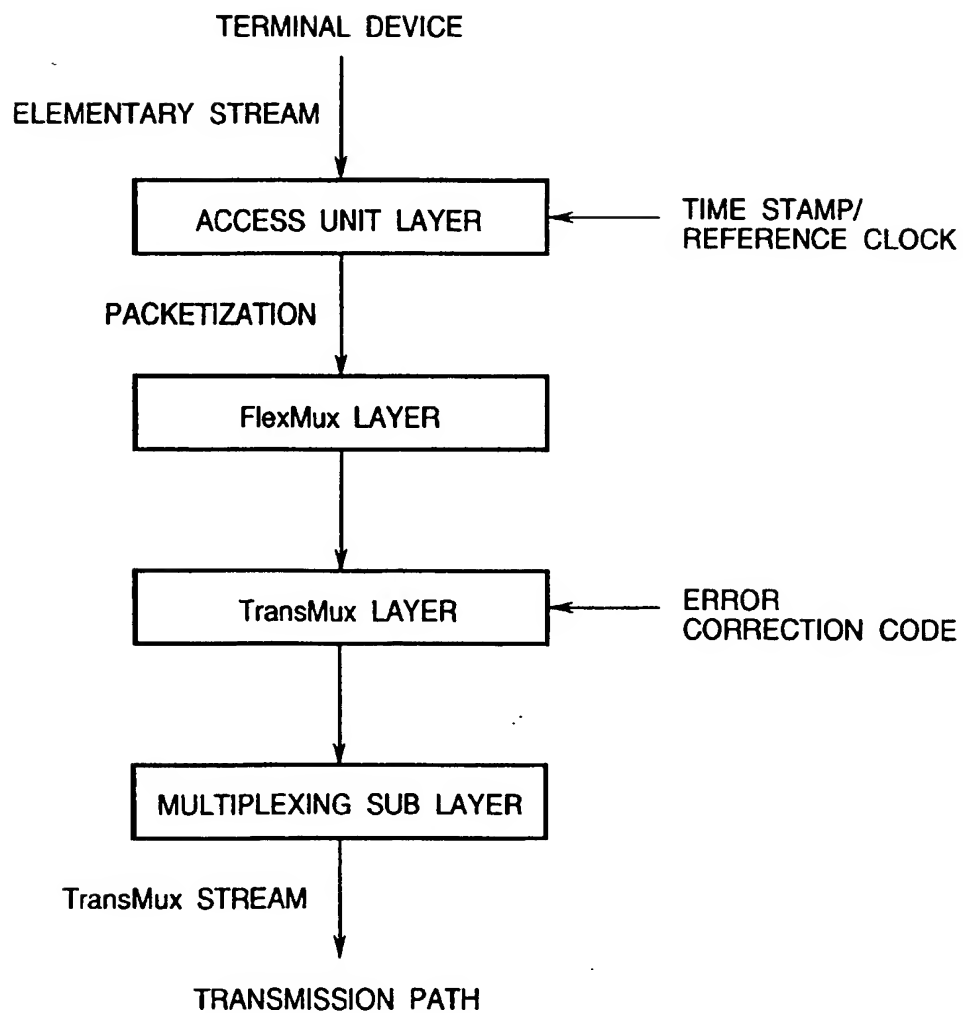 TERMINAL DEVICE
ELEMENTARY STREAM
ACCESS UNIT LAYER
TIME STAMP/
REFERENCE CLOCK
PACKETIZATION
FlexMux LAYER
TransMux LAYER
ERROR
CORRECTION CODE
MULTIPLEXING SUB LAYER
TransMux STREAM
TRANSMISSION PATH